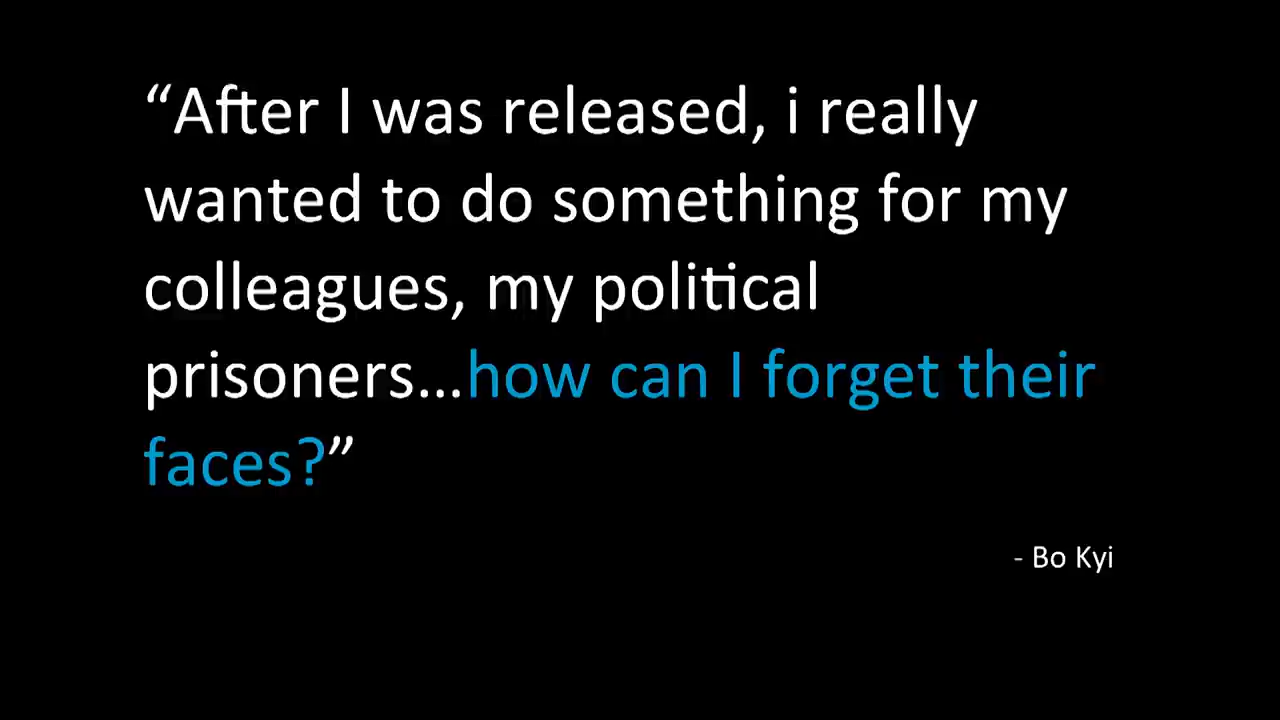 “After I was released, i really
wanted to do something for my
colleagues, my political
prisoners…how can I forget their
faces?”
- Bo Kyi